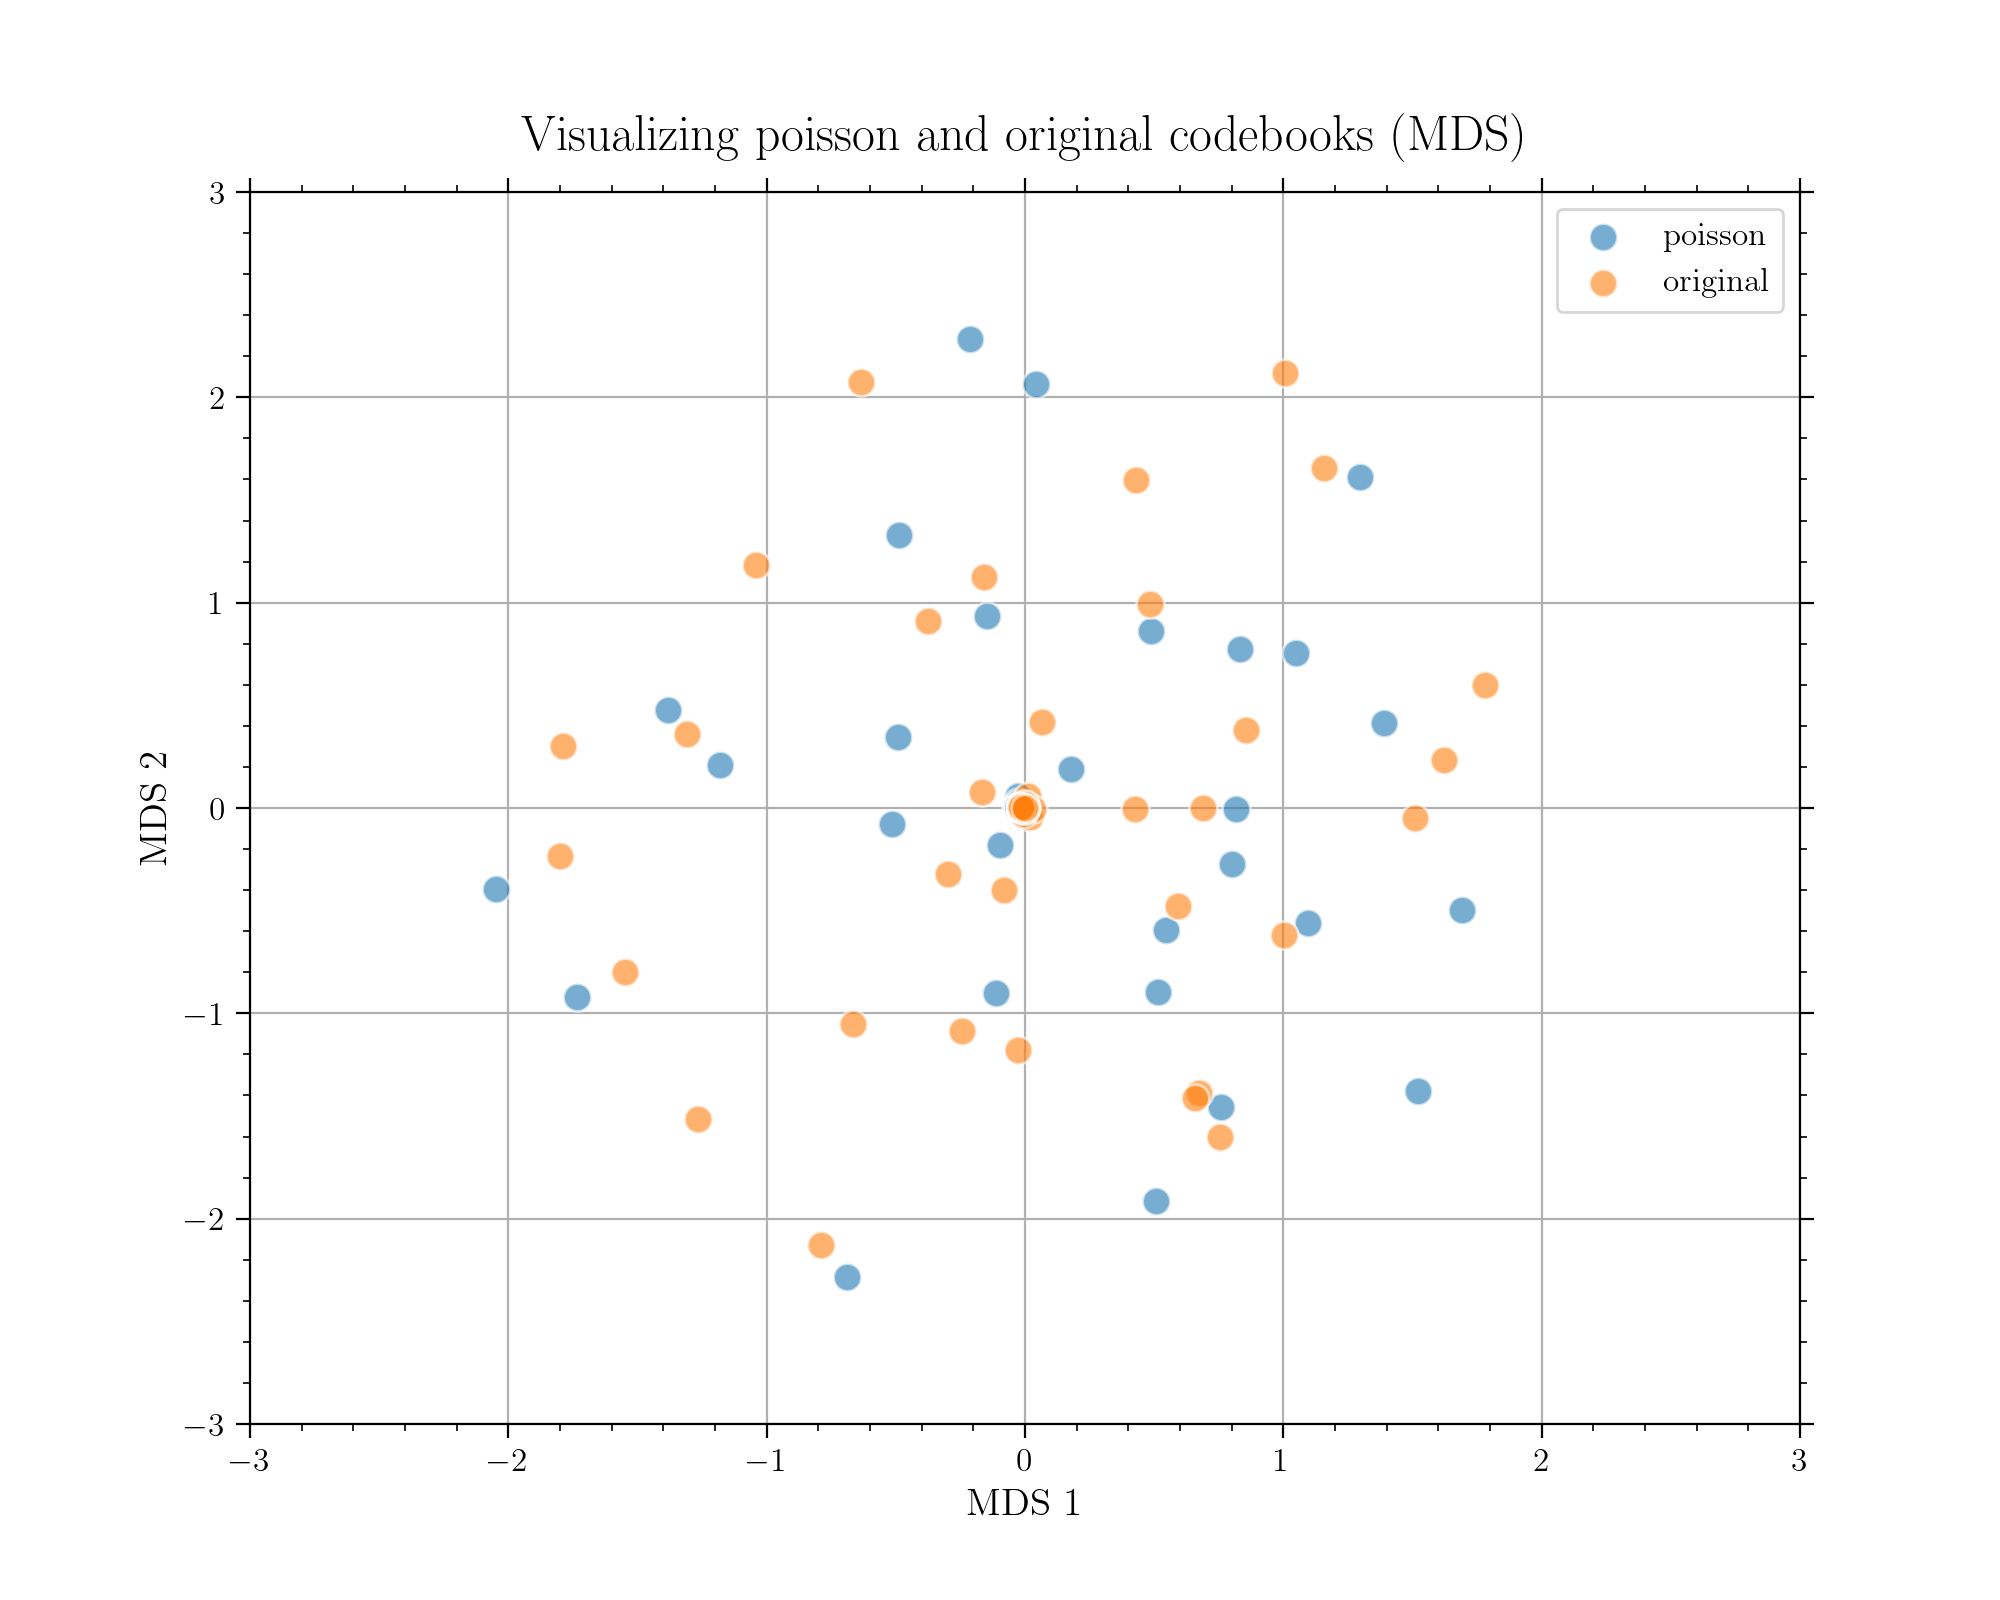 Visualizing poisson and original codebooks (MDS)
poisson
original
3
2
1
0
−1
−2
−3
MDS 2
−3
−2
−1
0
1
2
3
MDS 1